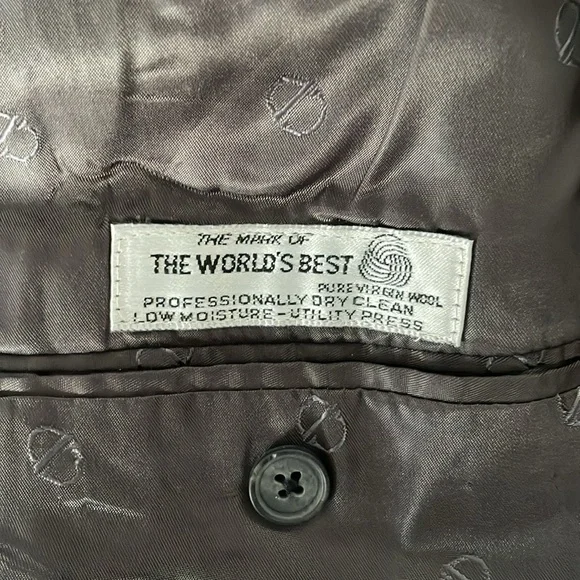 THE MARK OF
THE WORLD'S BEST
PURE VIRGIN WOOL
PROFESSIONALLY DRY CLEAN
LOW MOISTURE-UTILITY PRESS